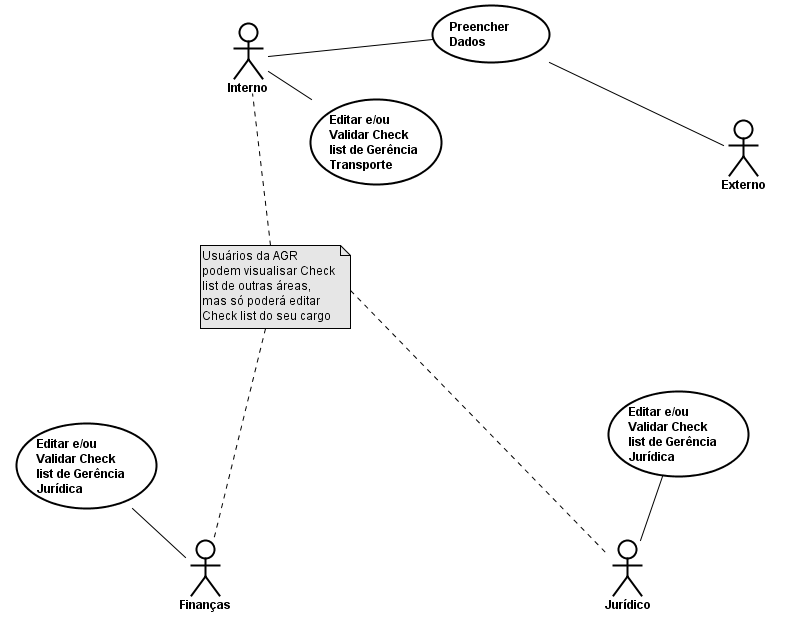 Preencher
Dados
Interno
Editar e/ou
Validar Check
list de Gerência
Transporte
Externo
Usuários da AGR
podem visualisar Check
list de outras áreas,
mas só poderá editar
Check list do seu cargo
Editar e/ou
Validar Check
list de Gerência
Jurídica
Editar e/ou
Validar Check
list de Gerência
Jurídica
Finanças
Jurídico